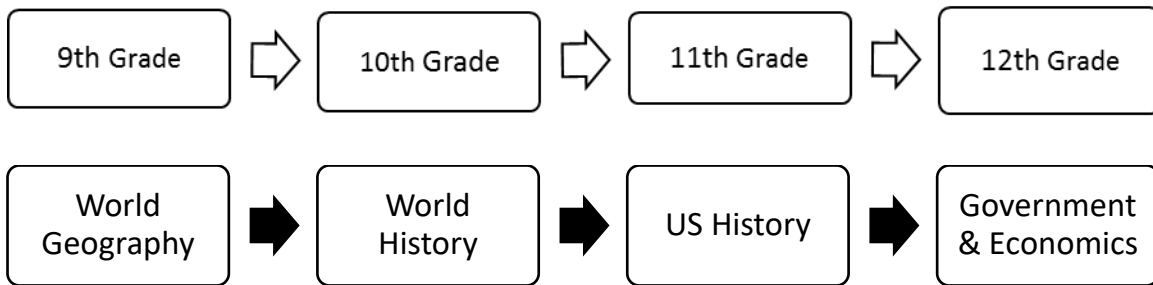 9th Grade
10th Grade
11th Grade
12th Grade
World
Geography
World
History
US History
Government
& Economics